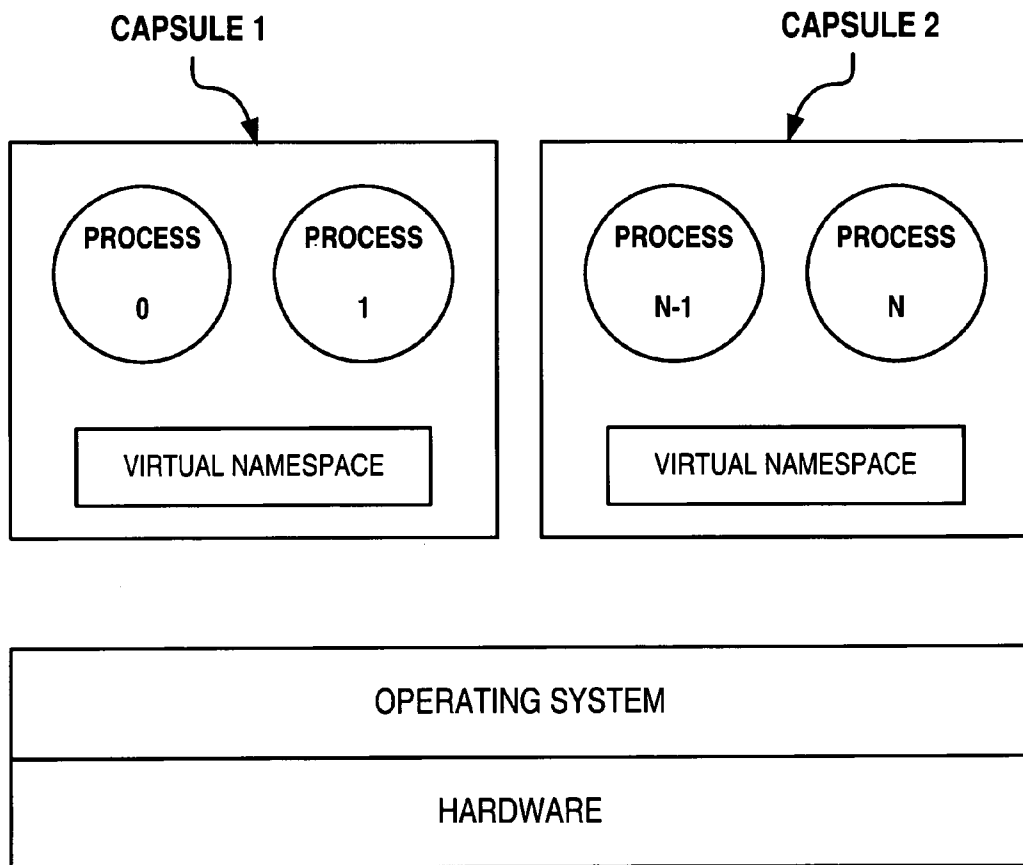 CAPSULE 1
CAPSULE 2
PROCESS
0
PROCESS
1
PROCESS
N-1
PROCESS
N
VIRTUAL NAMESPACE
VIRTUAL NAMESPACE
OPERATING SYSTEM
HARDWARE